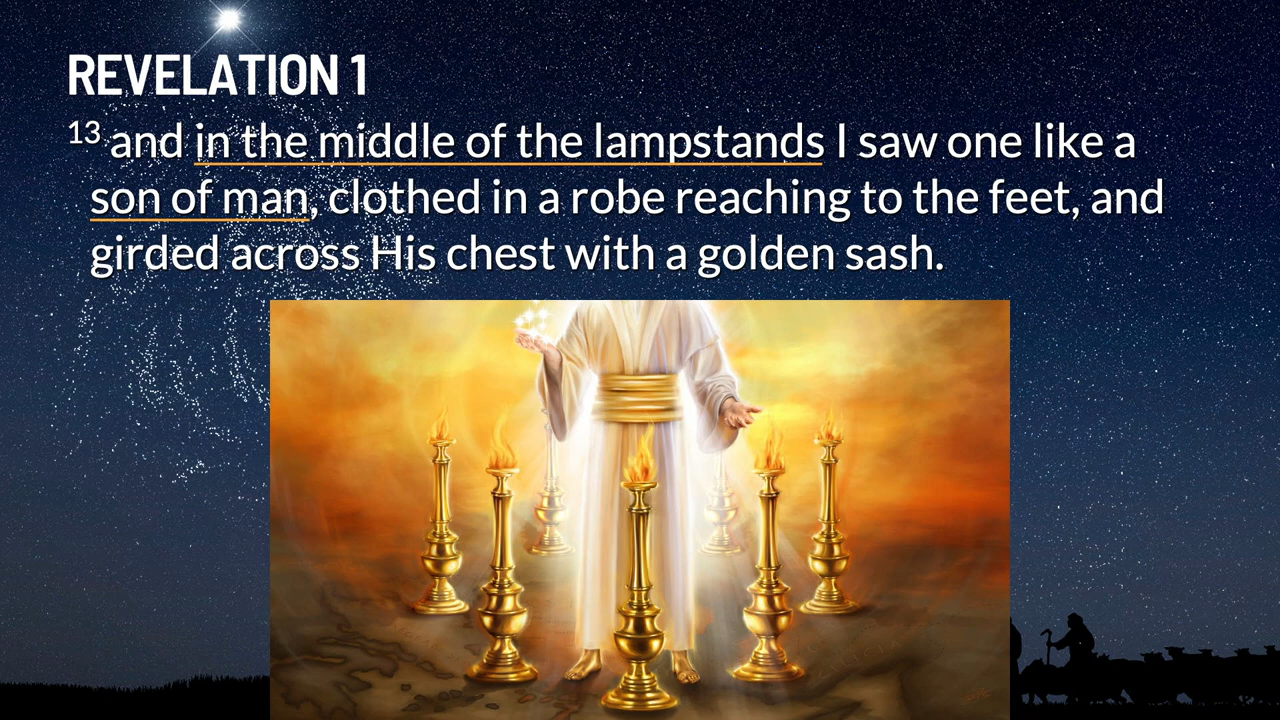 REVELATION 1
13 and in the middle of the lampstands I saw one like a
son of man, clothed in a robe reaching to the feet, and
girded across His chest with a golden sash.